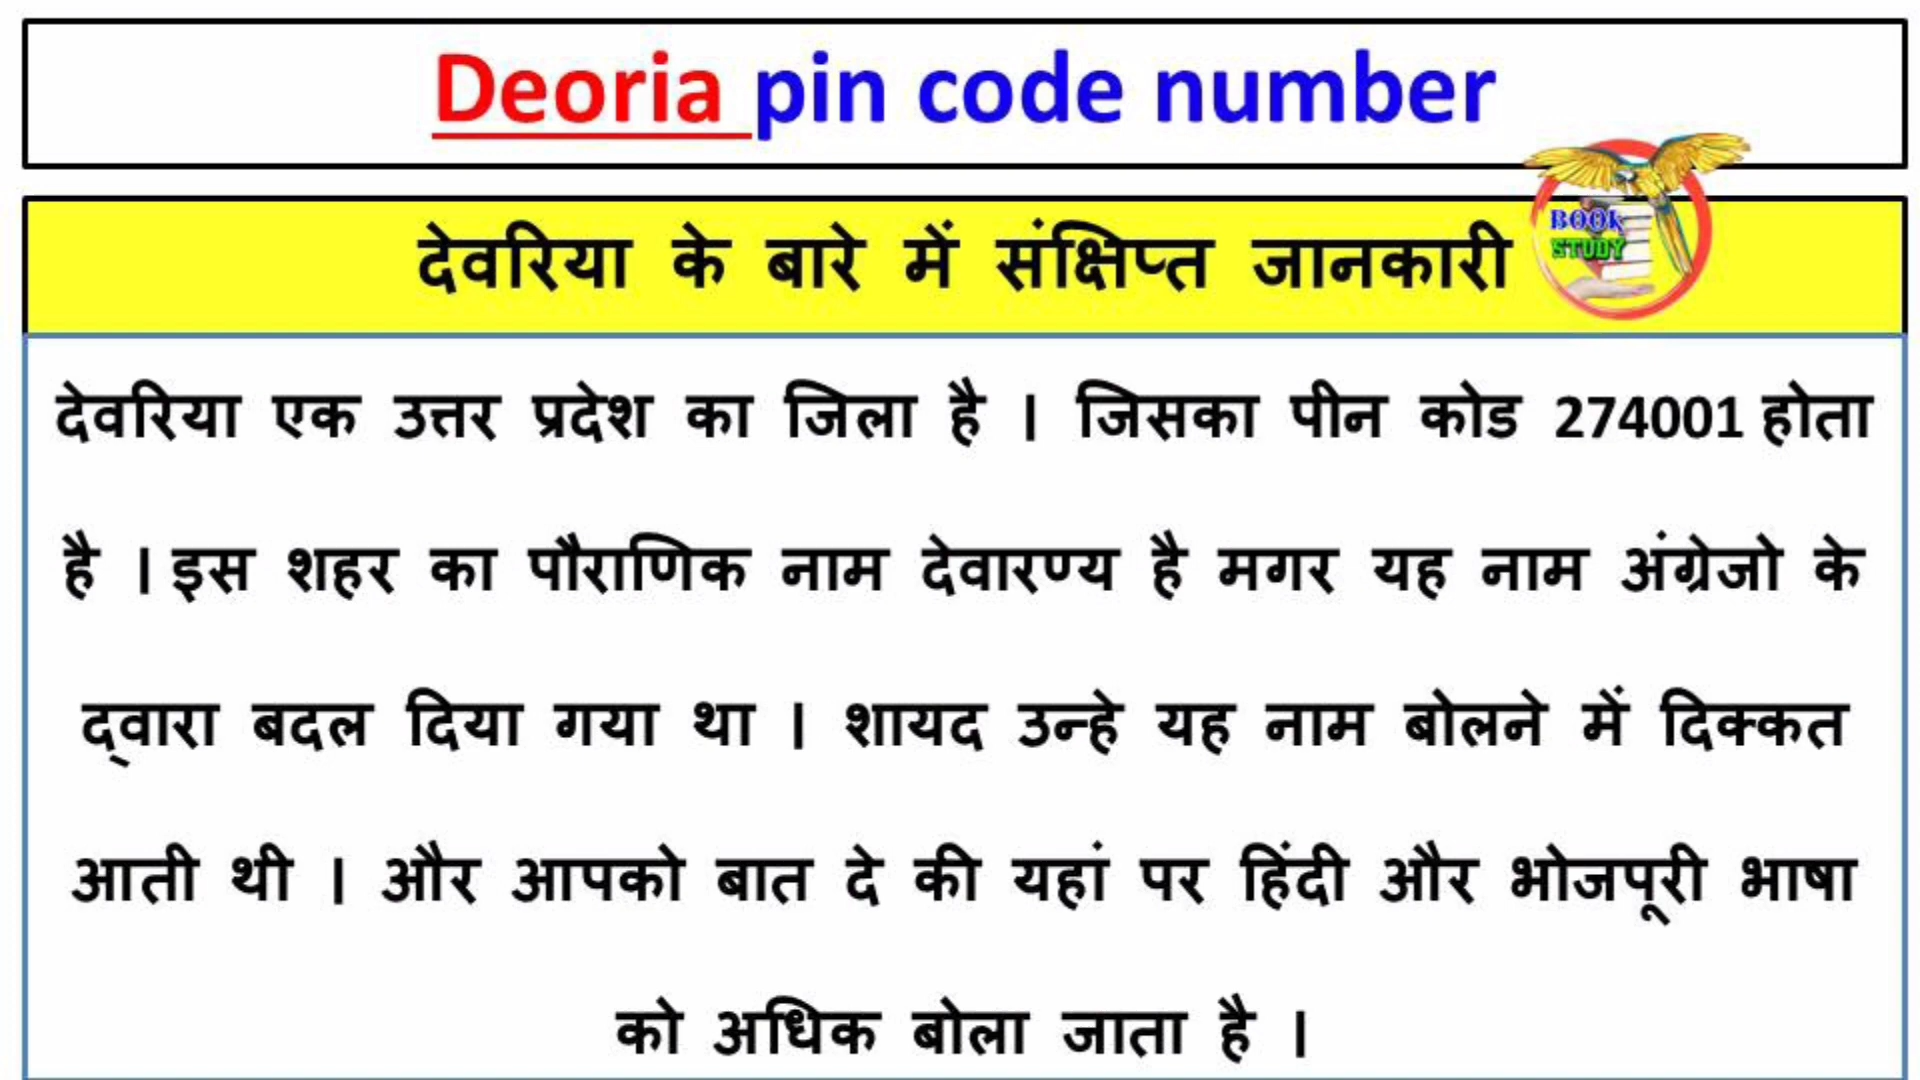 Deoria pin code number
BOOK
STUDY
देवरिया के बारे में संक्षिप्त जानकारी
देवरिया एक उत्तर प्रदेश का जिला है । जिसका पीन कोड 274001 होता
है । इस शहर का पौराणिक नाम देवारण्य है मगर यह नाम अंग्रेजो के
द्वारा बदल दिया गया था । शायद उन्हे यह नाम बोलने में दिक्कत
आती थी । और आपको बात दे की यहां पर हिंदी और भोजपूरी भाषा
को अधिक बोला जाता है ।